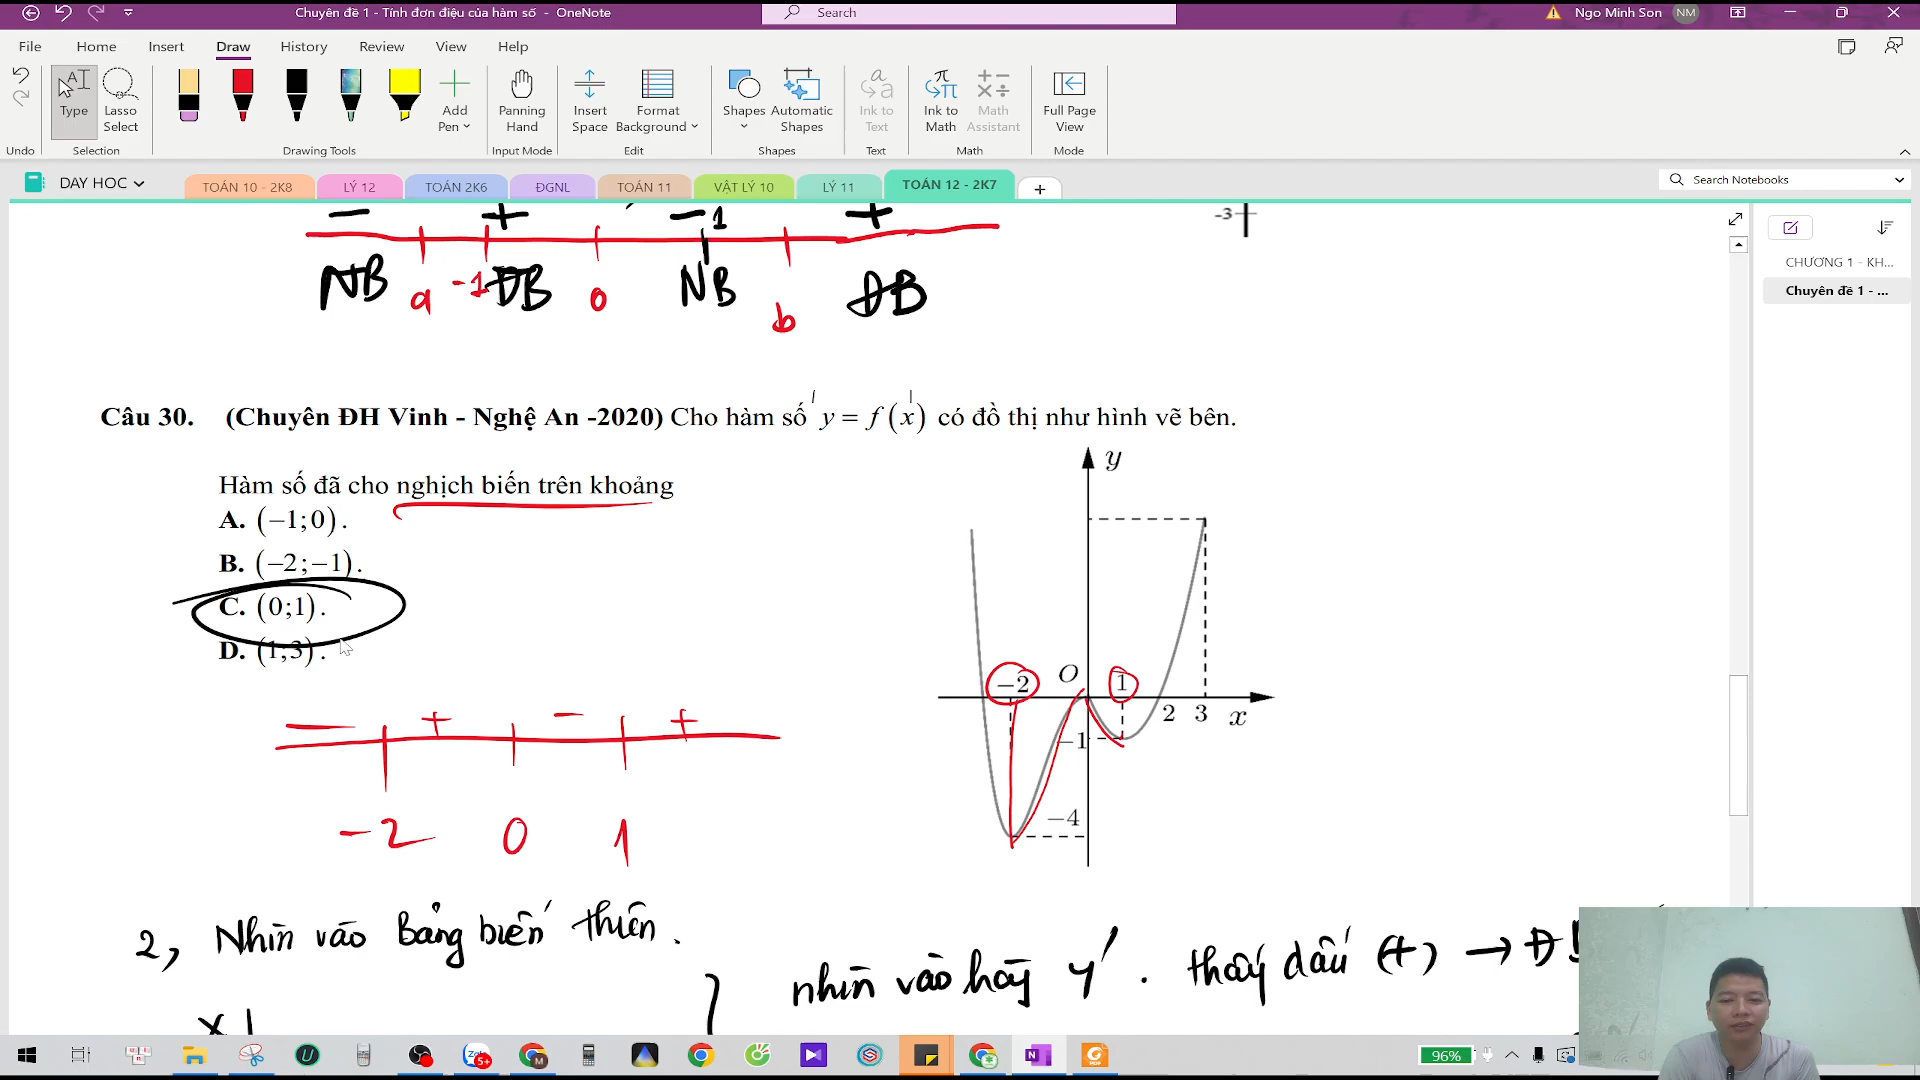 Chuyên đề 1 - Tính đơn điệu của hàm số - OneNote
Search
Ngo Minh Son
NM
File Home Insert Draw History Review View Help
Type
Lasso Select
Add Pen
Panning Hand
Insert Space
Format Background
Shapes
Automatic Shapes
Ink to Text
Ink to Math
Math Assistant
Full Page View
Undo Selection Drawing Tools Input Mode Edit Shapes Text Math Mode
DAY HOC
TOÁN 10 - 2K8
LÝ 12
TOÁN 2K6
ĐGNL
TOÁN 11
VẬT LÝ 10
LÝ 11
TOÁN 12 - 2K7
+
Search Notebooks
CHƯƠNG 1 - KH...
Chuyên đề 1 - ...
− + − 1 +
NB a -1 ĐB 0 NB b ĐB
-3
Câu 30. (Chuyên ĐH Vinh - Nghệ An -2020) Cho hàm số y = f(x) có đồ thị như hình vẽ bên.
Hàm số đã cho nghịch biến trên khoảng
A. (−1;0).
B. (−2;−1).
C. (0;1).
D. (1;3).
y
−2 O 1
2 3 x
−1
−4
− + − +
-2 0 1
2, Nhìn vào Bảng biến thiên.
nhìn vào hàng y'. thấy dấu (+) → Đ
x
5+
96%